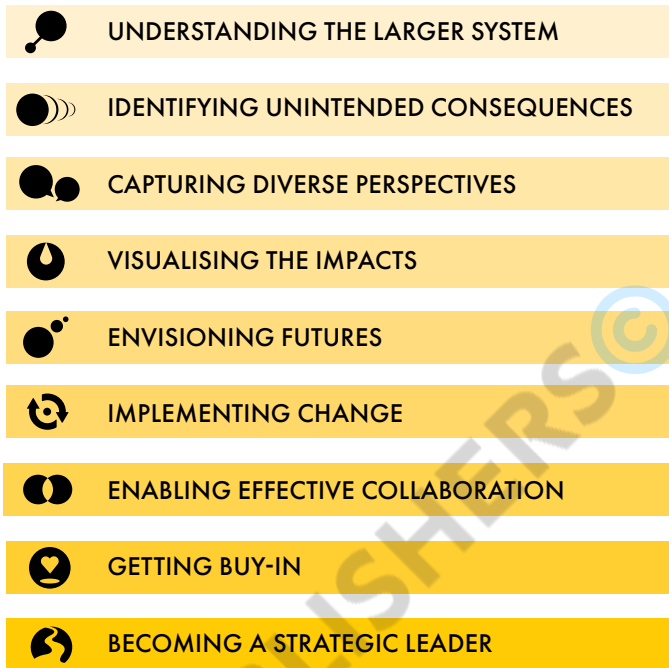 UNDERSTANDING THE LARGER SYSTEM
IDENTIFYING UNINTENDED CONSEQUENCES
CAPTURING DIVERSE PERSPECTIVES
VISUALISING THE IMPACTS
ENVISIONING FUTURES
IMPLEMENTING CHANGE
ENABLING EFFECTIVE COLLABORATION
GETTING BUY-IN
BECOMING A STRATEGIC LEADER